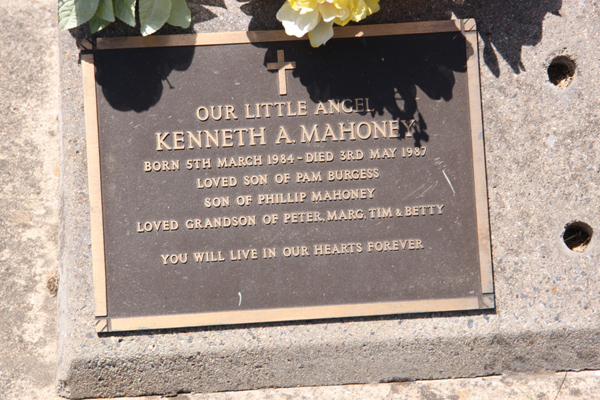 OUR LITTLE ANGEL
KENNETH A. MAHONEY
BORN 5TH MARCH 1984 - DIED 3RD MAY 1987
LOVED SON OF PAM BURGESS
SON OF PHILLIP MAHONEY
LOVED GRANDSON OF PETER, MARG, TIM & BETTY
YOU WILL LIVE IN OUR HEARTS FOREVER